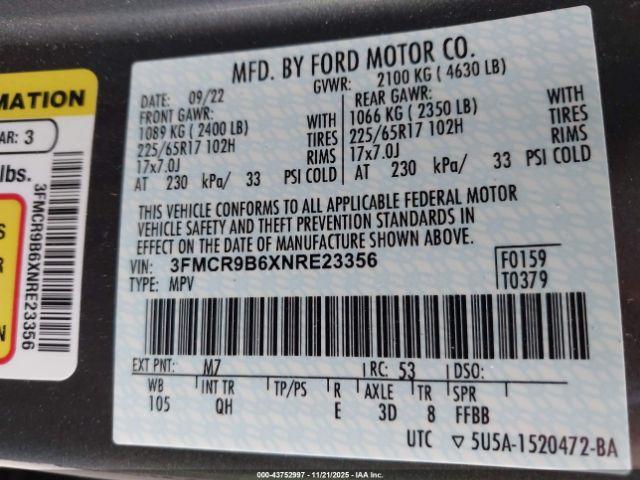 MATION
AR: 3
lbs.
S
R
N
3FMCR9B6XNRE23356
MFD. BY FORD MOTOR CO.
DATE: 09/22 GVWR: 2100 KG ( 4630 LB)
FRONT GAWR: REAR GAWR:
1089 KG ( 2400 LB) 1066 KG ( 2350 LB)
225/65R17 102H TIRES 225/65R17 102H TIRES
17x7.0J RIMS 17x7.0J RIMS
AT 230 kPa/ 33 PSI COLD AT 230 kPa/ 33 PSI COLD
THIS VEHICLE CONFORMS TO ALL APPLICABLE FEDERAL MOTOR
VEHICLE SAFETY AND THEFT PREVENTION STANDARDS IN
EFFECT ON THE DATE OF MANUFACTURE SHOWN ABOVE.
VIN: 3FMCR9B6XNRE23356 F0159
TYPE: MPV T0379
EXT PNT: M7 RC: 53 DSO:
WB INT TR TP/PS R AXLE TR SPR
105 QH E 3D 8 FFBB
UTC ▽ 5U5A-1520472-BA
© - 43752997 - 11/21/2025 - IAA Inc.